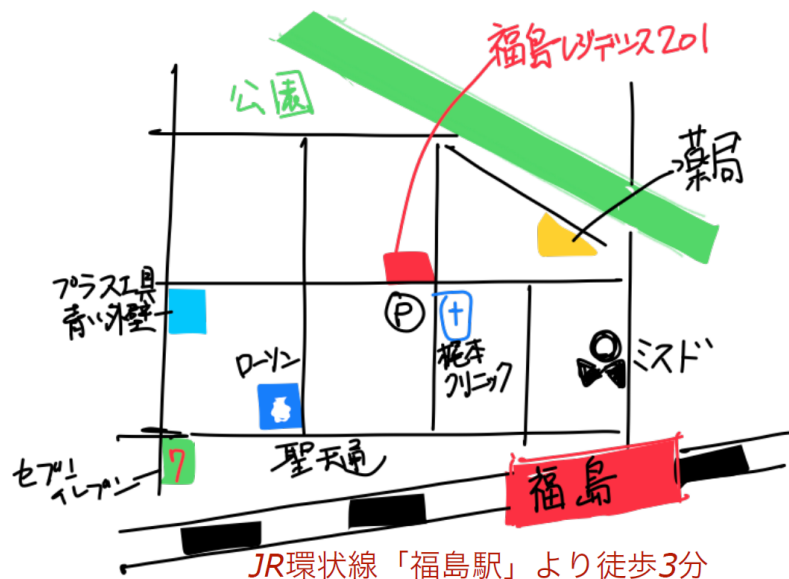 福島レジデンス201
公園
薬局
プラス工具
青い外壁
P
梶本
クリニック
ローソン
ミスド
聖天通
セブン
イレブン
7
福島
JR環状線「福島駅」より徒歩3分